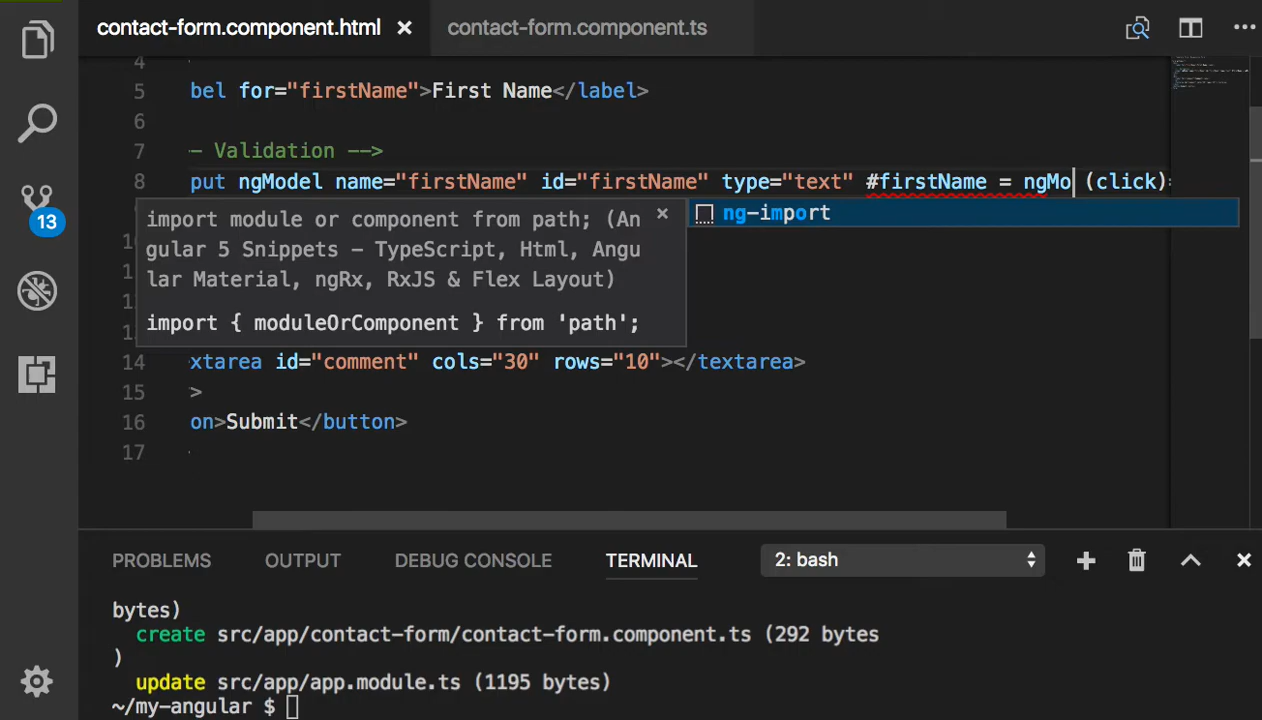 contact-form.component.html
contact-form.component.ts
4
5 bel for="firstName">First Name</label>
6
7 - Validation -->
8 put ngModel name="firstName" id="firstName" type="text" #firstName = ngMo (click)=
import module or component from path; (An
gular 5 Snippets - TypeScript, Html, Angu
lar Material, ngRx, RxJS & Flex Layout)
import { moduleOrComponent } from 'path';
ng-import
13
14 xtarea id="comment" cols="30" rows="10"></textarea>
15 >
16 on>Submit</button>
17
PROBLEMS OUTPUT DEBUG CONSOLE TERMINAL 2: bash
bytes)
create src/app/contact-form/contact-form.component.ts (292 bytes
)
update src/app/app.module.ts (1195 bytes)
~/my-angular $